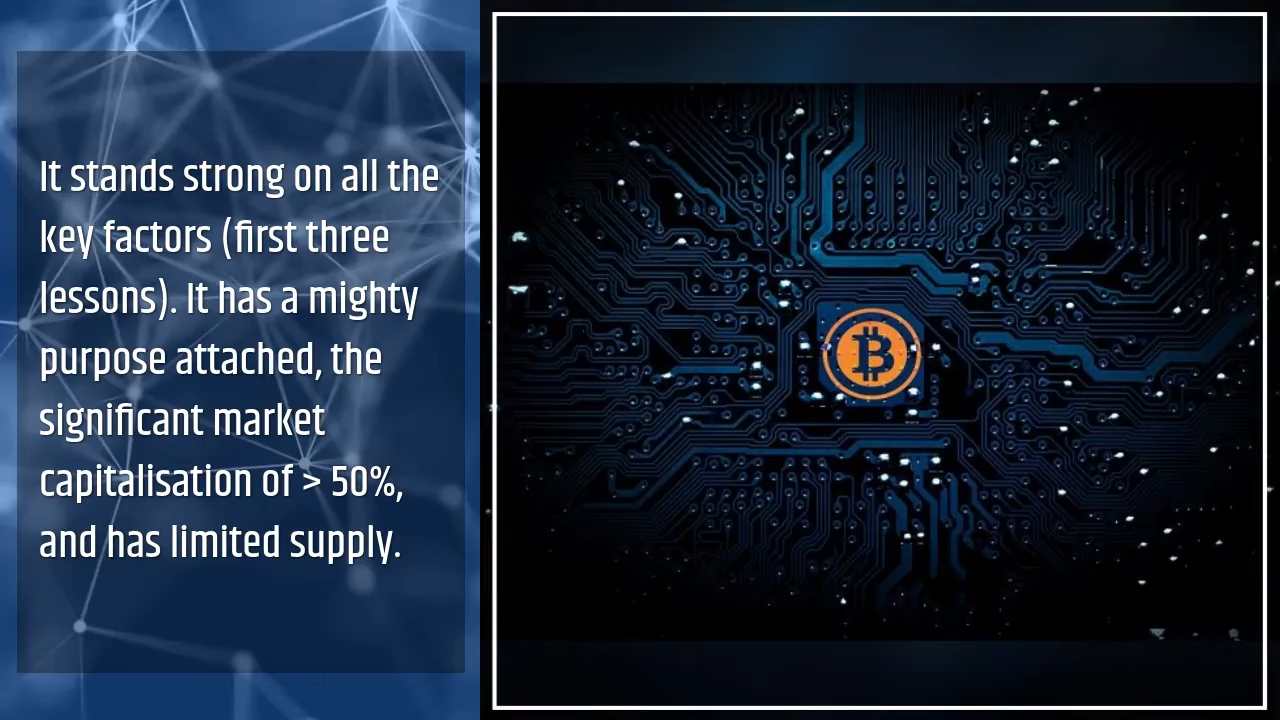 It stands strong on all the
key factors (first three
lessons). It has a mighty
purpose attached, the
significant market
capitalisation of > 50%,
and has limited supply.